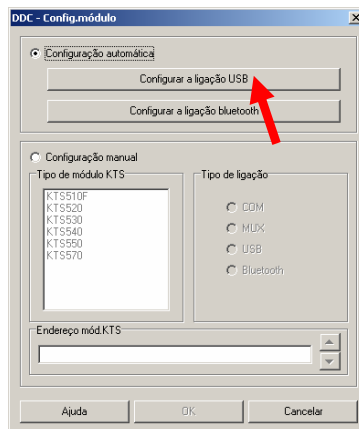 DDC - Config.módulo
Configuração automática
Configurar a ligação USB
Configurar a ligação bluetooth
Configuração manual
Tipo de módulo KTS
KTS510F
KTS520
KTS530
KTS540
KTS550
KTS570
Tipo de ligação
COM
MUX
USB
Bluetooth
Endereço mód.KTS
Ajuda
OK
Cancelar